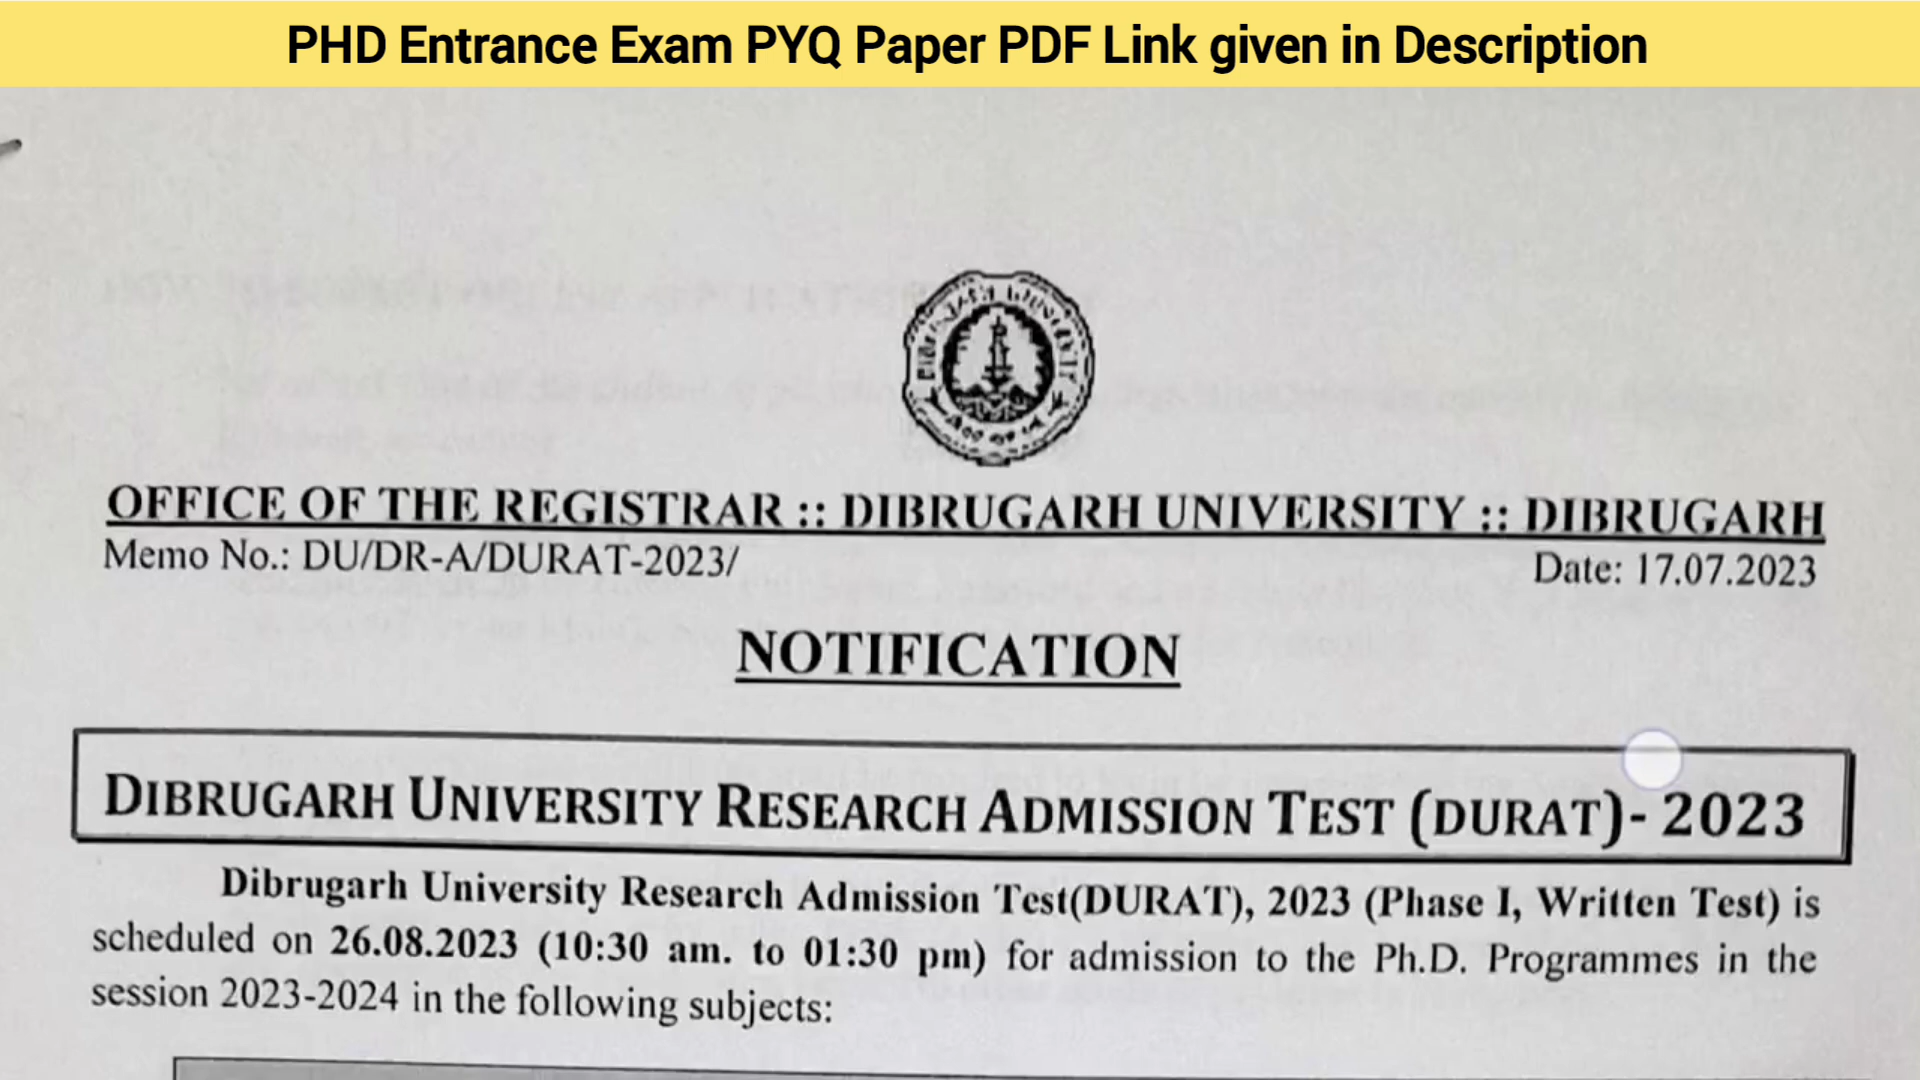 PHD Entrance Exam PYQ Paper PDF Link given in Description
OFFICE OF THE REGISTRAR :: DIBRUGARH UNIVERSITY :: DIBRUGARH
Memo No.: DU/DR-A/DURAT-2023/ Date: 17.07.2023
NOTIFICATION
DIBRUGARH UNIVERSITY RESEARCH ADMISSION TEST (DURAT)- 2023
Dibrugarh University Research Admission Test(DURAT), 2023 (Phase I, Written Test) is
scheduled on 26.08.2023 (10:30 am. to 01:30 pm) for admission to the Ph.D. Programmes in the
session 2023-2024 in the following subjects: